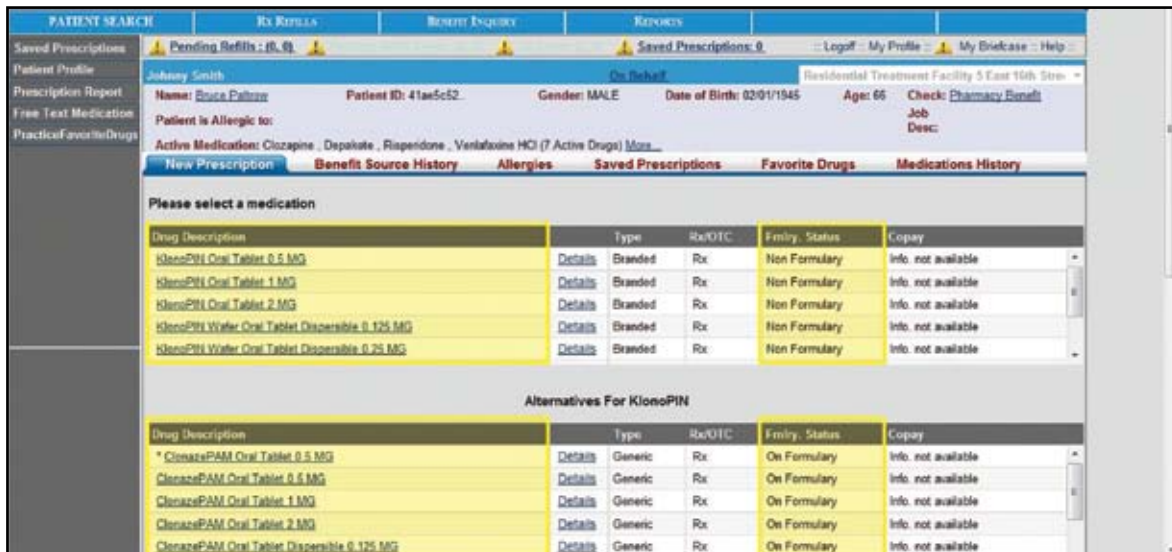 PATIENT SEARCH RX REFILLS BENEFIT ENQUIRY REPORTS
Saved Prescriptions
Patient Profile
Prescription Report
Free Text Medication
PracticeFavoriteDrugs
Pending Refills : (0, 0) Saved Prescriptions: 0 :: Logoff :: My Profile :: My Briefcase :: Help ::
Johnny Smith On Behalf Residential Treatment Facility 5 East 16th Stre
Name: Bruce Paltrow Patient ID: 41ae5c52.. Gender: MALE Date of Birth: 02/01/1945 Age: 66 Check: Pharmacy Benefit
Patient is Allergic to: Job Desc:
Active Medication: Clozapine , Depakote , Risperidone , Venlafaxine HCl (7 Active Drugs) More...
New Prescription Benefit Source History Allergies Saved Prescriptions Favorite Drugs Medications History
Please select a medication
Drug Description Type Rx/OTC Fmlry. Status Copay
KlonoPIN Oral Tablet 0.5 MG Details Branded Rx Non Formulary Info. not available
KlonoPIN Oral Tablet 1 MG Details Branded Rx Non Formulary Info. not available
KlonoPIN Oral Tablet 2 MG Details Branded Rx Non Formulary Info. not available
KlonoPIN Wafer Oral Tablet Dispersible 0.125 MG Details Branded Rx Non Formulary Info. not available
KlonoPIN Wafer Oral Tablet Dispersible 0.25 MG Details Branded Rx Non Formulary Info. not available
Alternatives For KlonoPIN
Drug Description Type Rx/OTC Fmlry. Status Copay
* ClonazePAM Oral Tablet 0.5 MG Details Generic Rx On Formulary Info. not available
ClonazePAM Oral Tablet 0.5 MG Details Generic Rx On Formulary Info. not available
ClonazePAM Oral Tablet 1 MG Details Generic Rx On Formulary Info. not available
ClonazePAM Oral Tablet 2 MG Details Generic Rx On Formulary Info. not available
ClonazePAM Oral Tablet Dispersible 0.125 MG Details Generic Rx On Formulary Info. not available